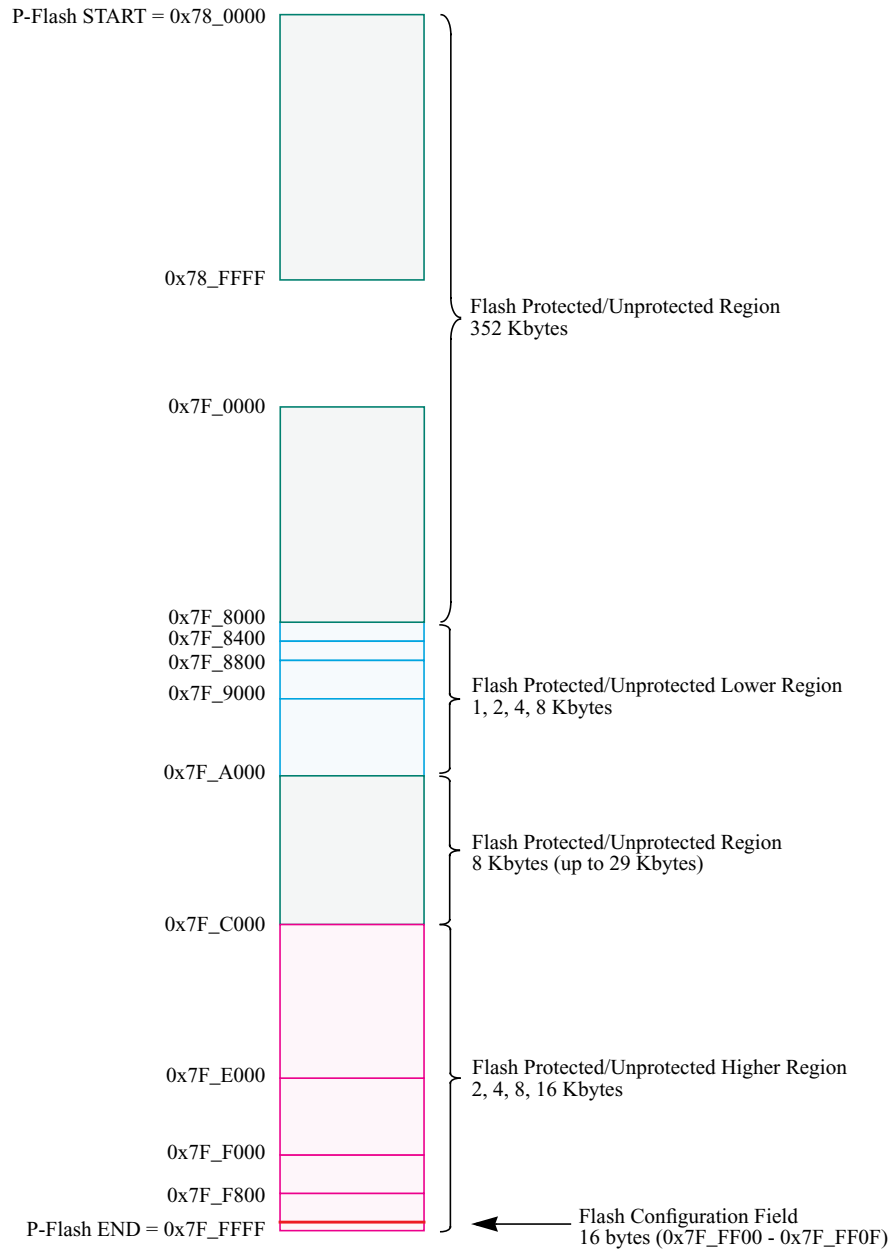 P-Flash START = 0x78_0000
0x78_FFFF
Flash Protected/Unprotected Region
352 Kbytes
0x7F_0000
0x7F_8000
0x7F_8400
0x7F_8800
0x7F_9000
Flash Protected/Unprotected Lower Region
1, 2, 4, 8 Kbytes
0x7F_A000
Flash Protected/Unprotected Region
8 Kbytes (up to 29 Kbytes)
0x7F_C000
0x7F_E000
Flash Protected/Unprotected Higher Region
2, 4, 8, 16 Kbytes
0x7F_F000
0x7F_F800
P-Flash END = 0x7F_FFFF
Flash Configuration Field
16 bytes (0x7F_FF00 - 0x7F_FF0F)